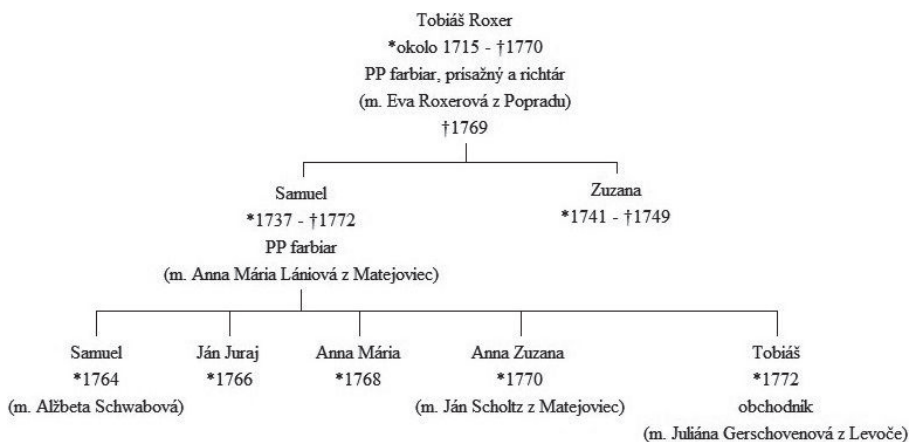 Tobiáš Roxer
*okolo 1715 - †1770
PP farbiar, prísažný a richtár
(m. Eva Roxerová z Popradu)
†1769
Samuel
*1737 - †1772
PP farbiar
(m. Anna Mária Lániová z Matejoviec)
Zuzana
*1741 - †1749
Samuel
*1764
(m. Alžbeta Schwabová)
Ján Juraj
*1766
Anna Mária
*1768
Anna Zuzana
*1770
(m. Ján Scholtz z Matejoviec)
Tobiáš
*1772
obchodnik
(m. Juliána Gerschovenová z Levoče)